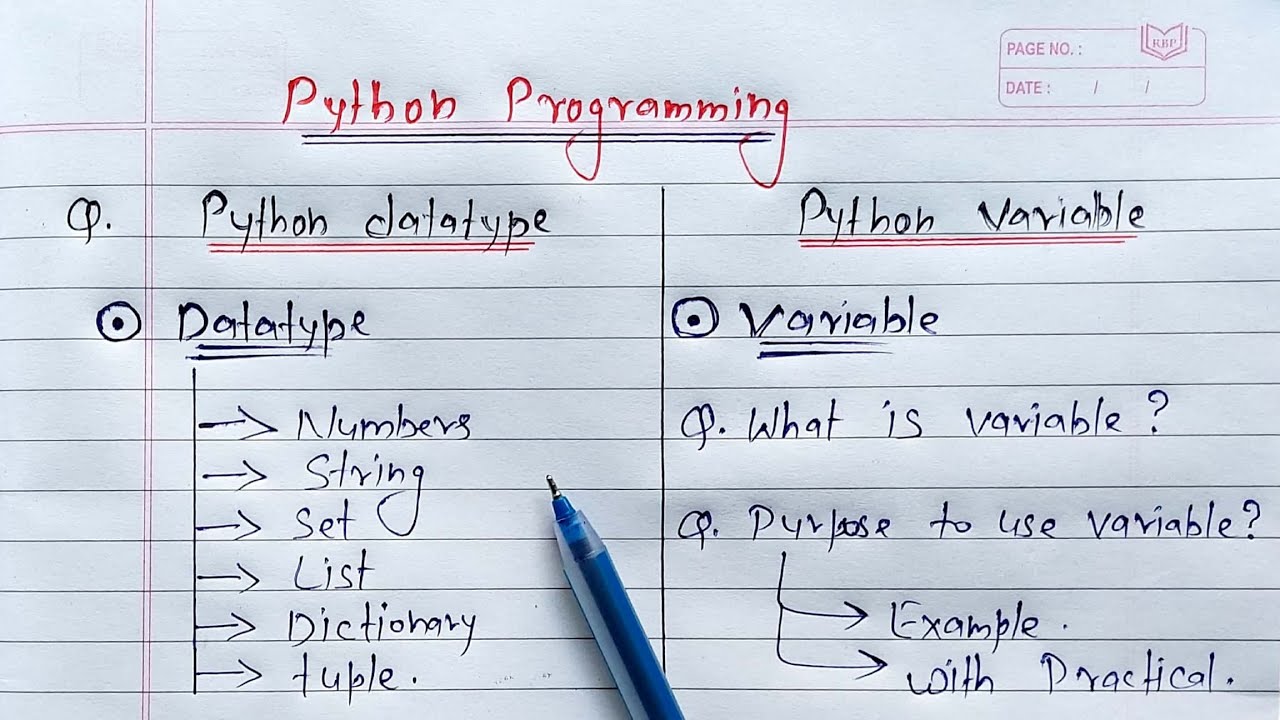 PAGE NO. :
RBP
DATE : / /
Python Programming
Q. Python datatype
Datatype
Numbers
String
Set
List
Dictionary
tuple.
Python Variable
Variable
Q. What is variable?
Q. Purpose to use variable?
Example.
with Practical.